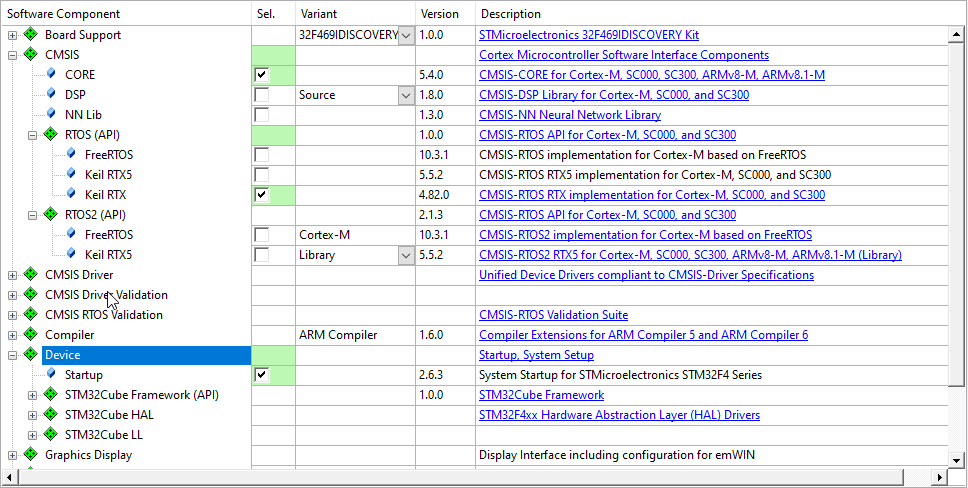 Software Component Sel. Variant Version Description
Board Support 32F469IDISCOVERY 1.0.0 STMicroelectronics 32F469IDISCOVERY Kit
CMSIS Cortex Microcontroller Software Interface Components
CORE 5.4.0 CMSIS-CORE for Cortex-M, SC000, SC300, ARMv8-M, ARMv8.1-M
DSP Source 1.8.0 CMSIS-DSP Library for Cortex-M, SC000, and SC300
NN Lib 1.3.0 CMSIS-NN Neural Network Library
RTOS (API) 1.0.0 CMSIS-RTOS API for Cortex-M, SC000, and SC300
FreeRTOS 10.3.1 CMSIS-RTOS implementation for Cortex-M based on FreeRTOS
Keil RTX5 5.5.2 CMSIS-RTOS RTX5 implementation for Cortex-M, SC000, and SC300
Keil RTX 4.82.0 CMSIS-RTOS RTX implementation for Cortex-M, SC000, and SC300
RTOS2 (API) 2.1.3 CMSIS-RTOS API for Cortex-M, SC000, and SC300
FreeRTOS Cortex-M 10.3.1 CMSIS-RTOS2 implementation for Cortex-M based on FreeRTOS
Keil RTX5 Library 5.5.2 CMSIS-RTOS2 RTX5 for Cortex-M, SC000, SC300, ARMv8-M, ARMv8.1-M (Library)
CMSIS Driver Unified Device Drivers compliant to CMSIS-Driver Specifications
CMSIS Driver Validation
CMSIS RTOS Validation CMSIS-RTOS Validation Suite
Compiler ARM Compiler 1.6.0 Compiler Extensions for ARM Compiler 5 and ARM Compiler 6
Device Startup, System Setup
Startup 2.6.3 System Startup for STMicroelectronics STM32F4 Series
STM32Cube Framework (API) 1.0.0 STM32Cube Framework
STM32Cube HAL STM32F4xx Hardware Abstraction Layer (HAL) Drivers
STM32Cube LL
Graphics Display Display Interface including configuration for emWIN